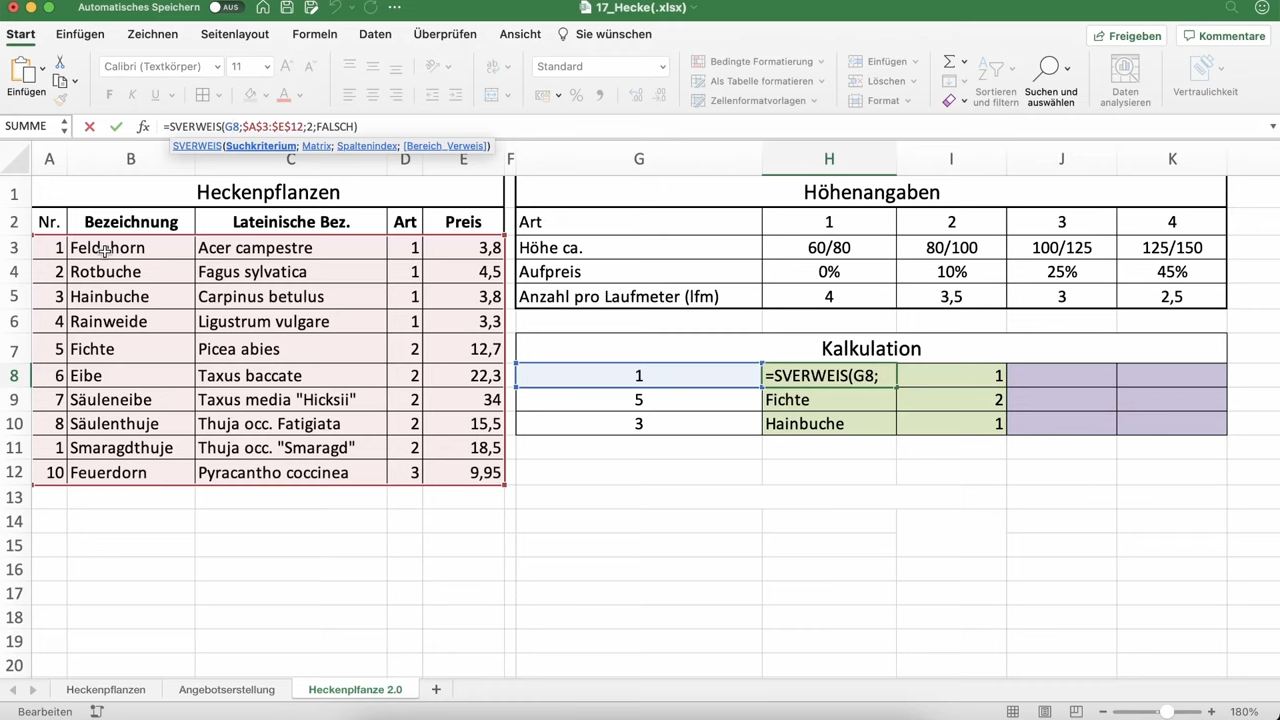 Automatisches Speichern AUS 17_Hecke(.xlsx)
Start Einfügen Zeichnen Seitenlayout Formeln Daten Überprüfen Ansicht Sie wünschen Freigeben Kommentare
Einfügen Calibri (Textkörper) 11 Standard Bedingte Formatierung Als Tabelle formatieren Zellenformatvorlagen Einfügen Löschen Format Sortieren und filtern Suchen und auswählen Daten analysieren Vertraulichkeit
SUMME =SVERWEIS(G8;$A$3:$E$12;2;FALSCH)
SVERWEIS(Suchkriterium; Matrix; Spaltenindex; [Bereich_Verweis])
A B C D E F G H I J K
1 Heckenpflanzen Höhenangaben
2 Nr. Bezeichnung Lateinische Bez. Art Preis Art 1 2 3 4
3 1 Feldahorn Acer campestre 1 3,8 Höhe ca. 60/80 80/100 100/125 125/150
4 2 Rotbuche Fagus sylvatica 1 4,5 Aufpreis 0% 10% 25% 45%
5 3 Hainbuche Carpinus betulus 1 3,8 Anzahl pro Laufmeter (lfm) 4 3,5 3 2,5
6 4 Rainweide Ligustrum vulgare 1 3,3
7 5 Fichte Picea abies 2 12,7 Kalkulation
8 6 Eibe Taxus baccate 2 22,3 1 =SVERWEIS(G8; 1
9 7 Säuleneibe Taxus media "Hicksii" 2 34 5 Fichte 2
10 8 Säulenthuje Thuja occ. Fatigiata 2 15,5 3 Hainbuche 1
11 1 Smaragdthuje Thuja occ. "Smaragd" 2 18,5
12 10 Feuerdorn Pyracantho coccinea 3 9,95
13
14
15
16
17
18
19
20
Heckenpflanzen Angebotserstellung Heckenplfanze 2.0
Bearbeiten 180%